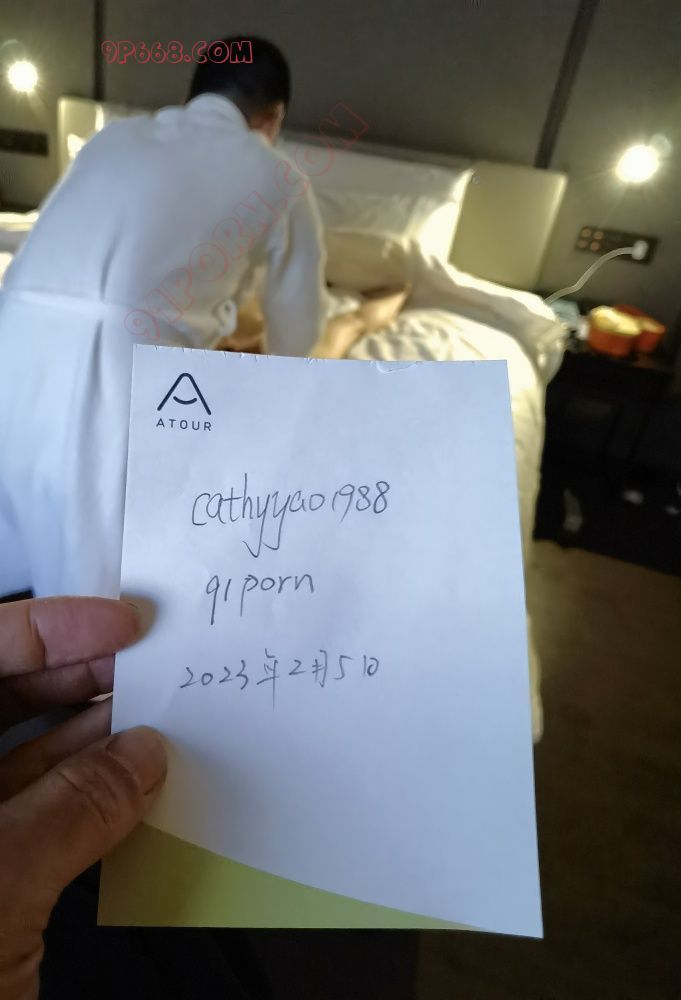 9P668.COM
91PORN.COM
ATOUR
cathyyao1988
91porn
2023年2月5日